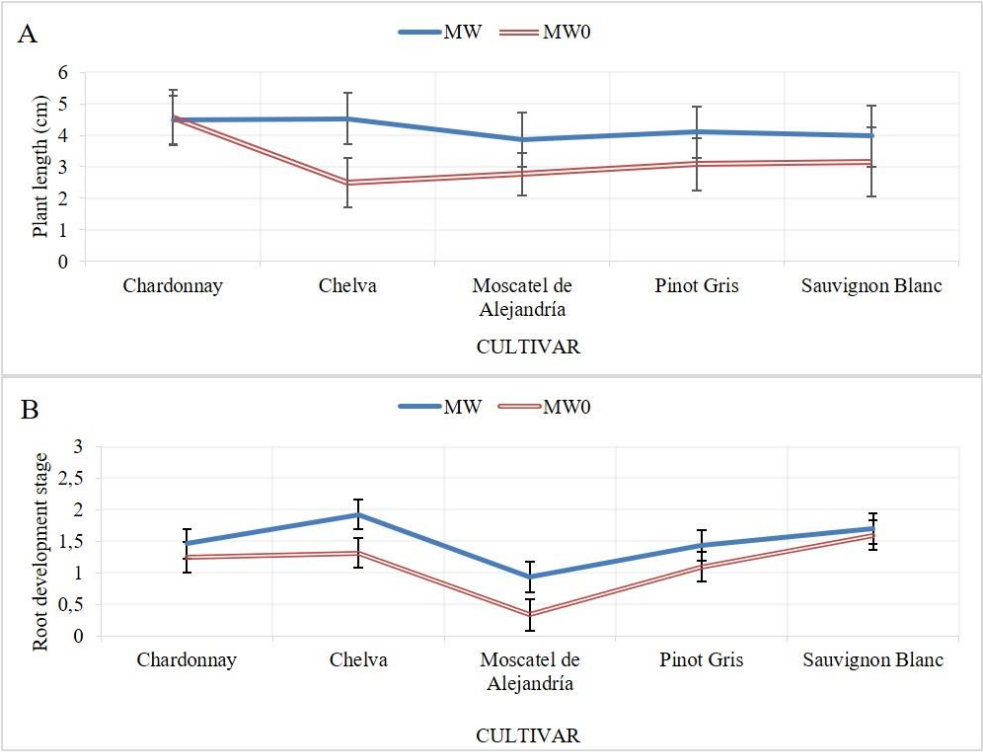 A
MW MW0
Plant length (cm)
6
5
4
3
2
1
0
Chardonnay Chelva Moscatel de Pinot Gris Sauvignon Blanc
Alejandría
CULTIVAR
B
MW MW0
Root development stage
3
2,5
2
1,5
1
0,5
0
Chardonnay Chelva Moscatel de Pinot Gris Sauvignon Blanc
Alejandría
CULTIVAR